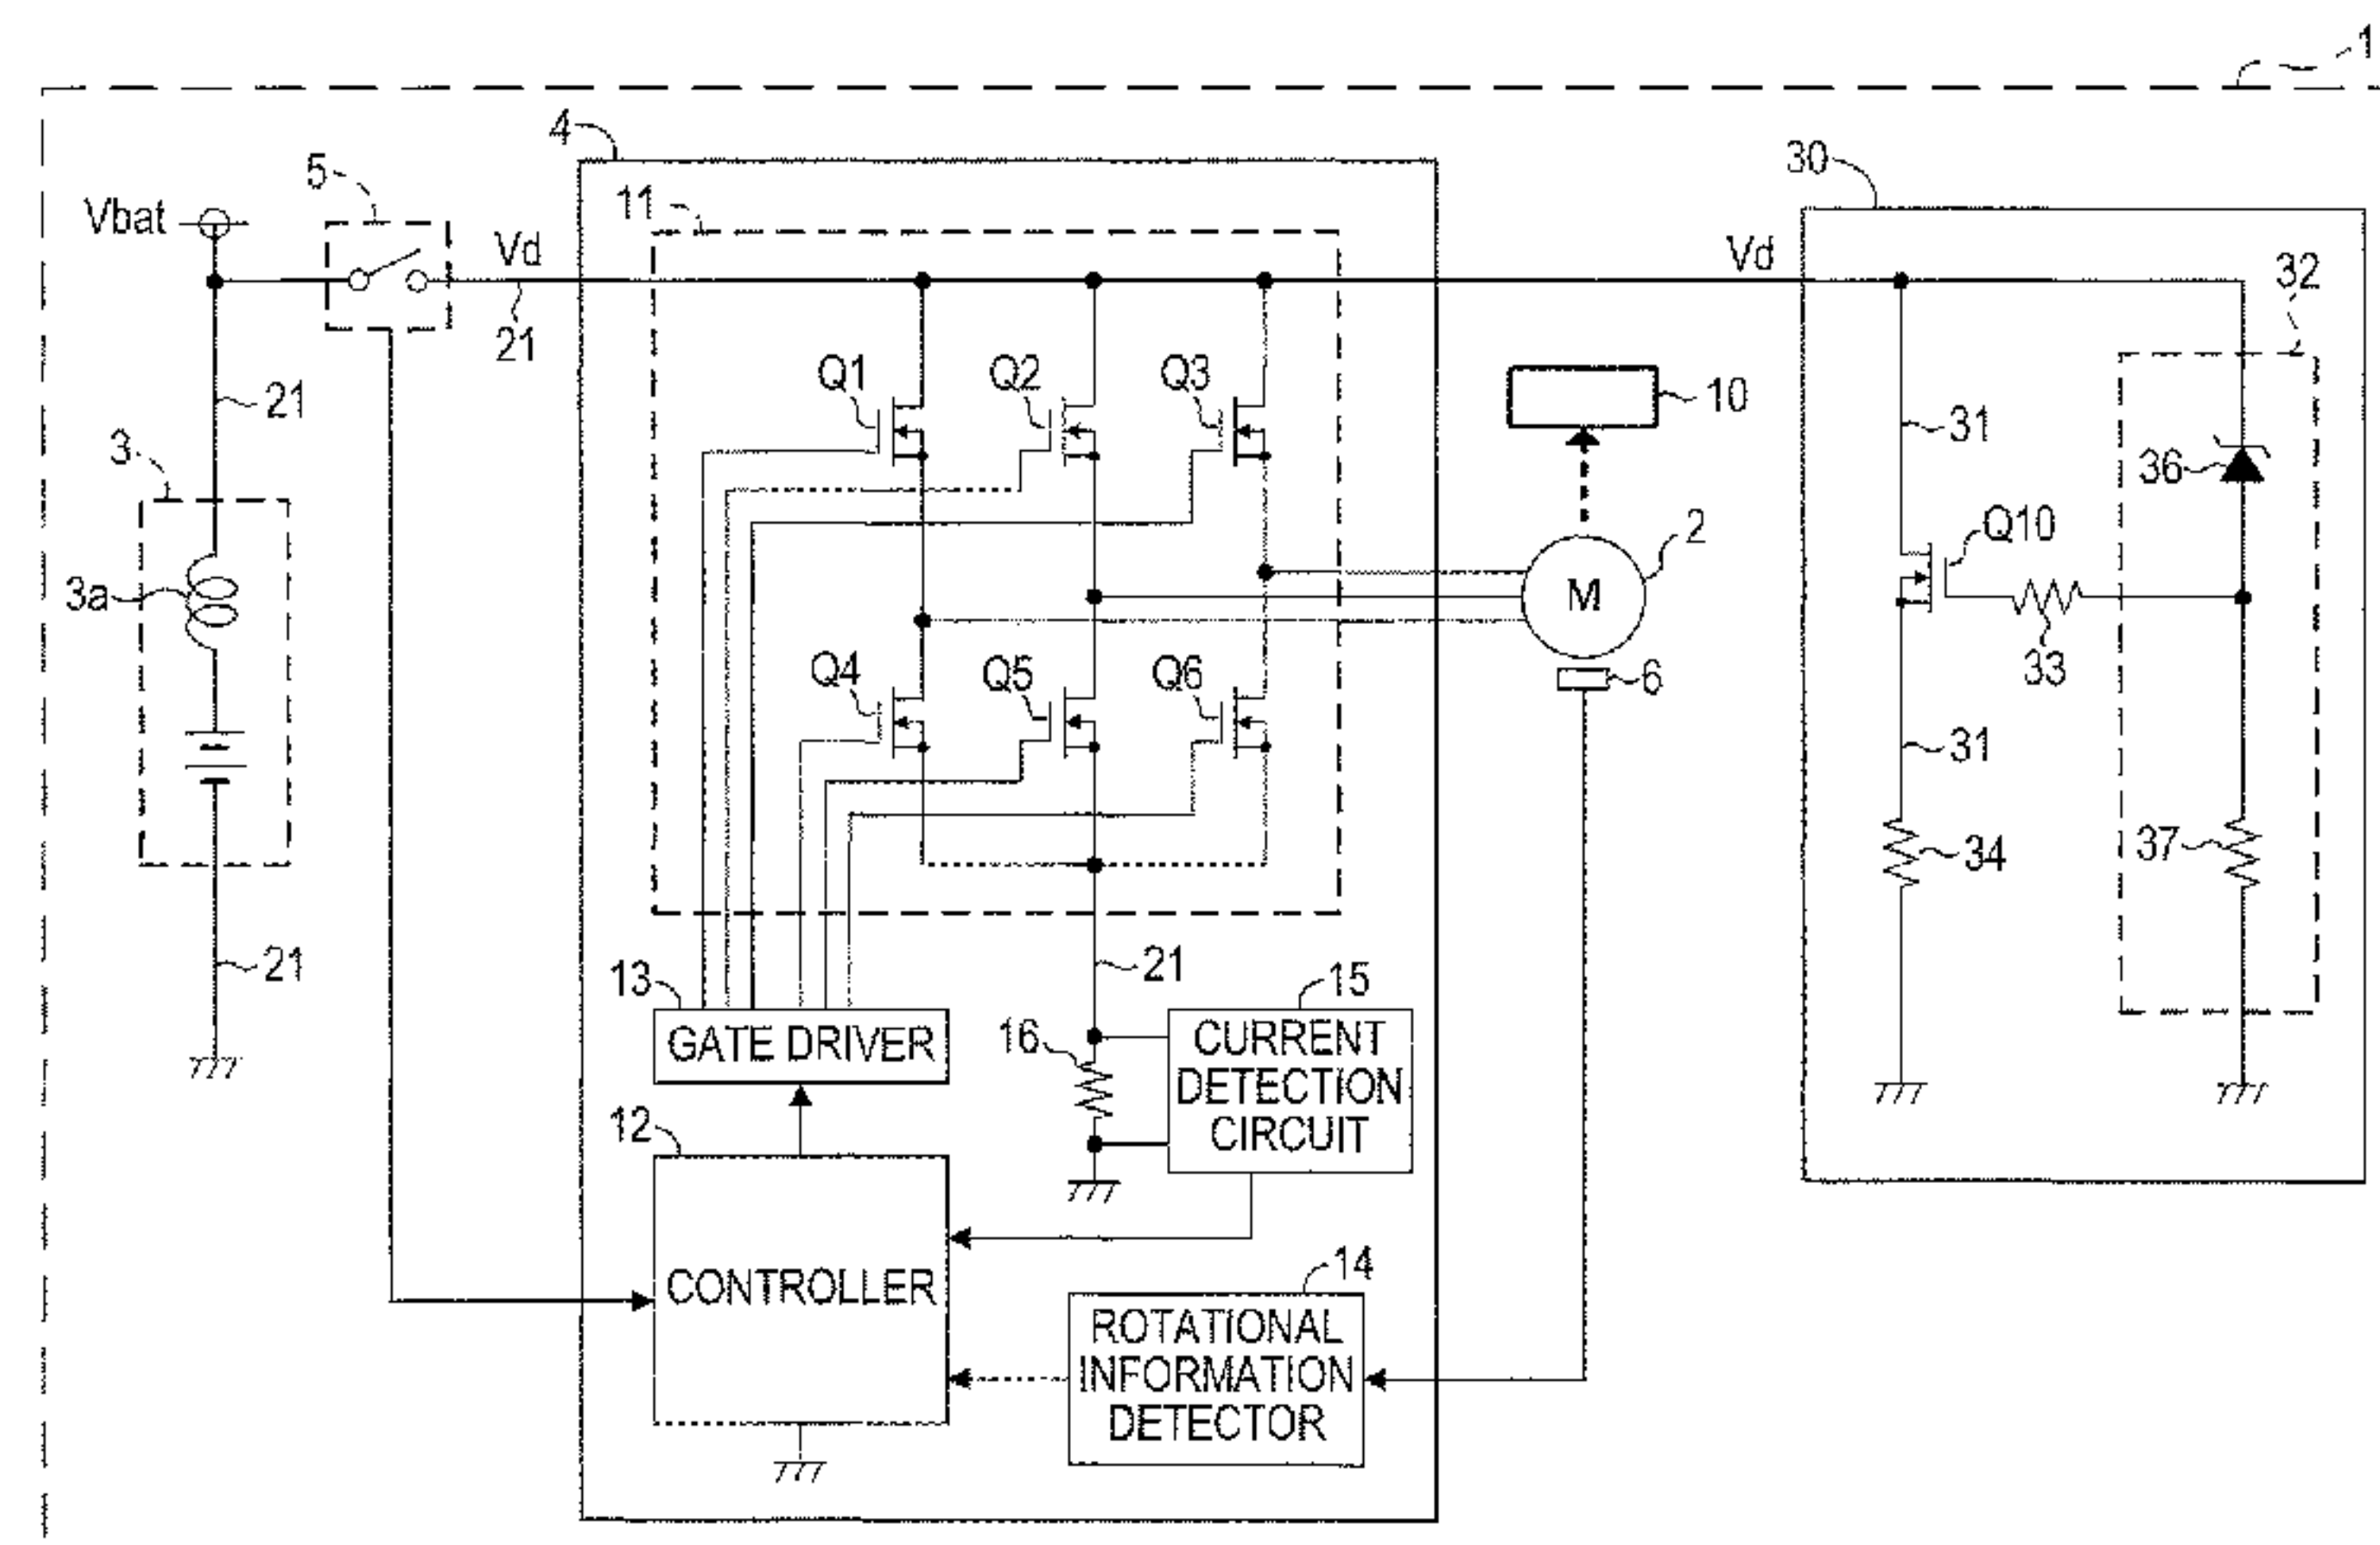 1
4
30
5
11
Vbat
Vd
Vd
32
21
Q1
Q2
Q3
10
21
31
3
36
Q10
2
3a
M
33
Q4
Q5
Q6
6
31
34
37
21
21
13
15
GATE DRIVER
16
CURRENT
DETECTION
CIRCUIT
12
CONTROLLER
14
ROTATIONAL
INFORMATION
DETECTOR